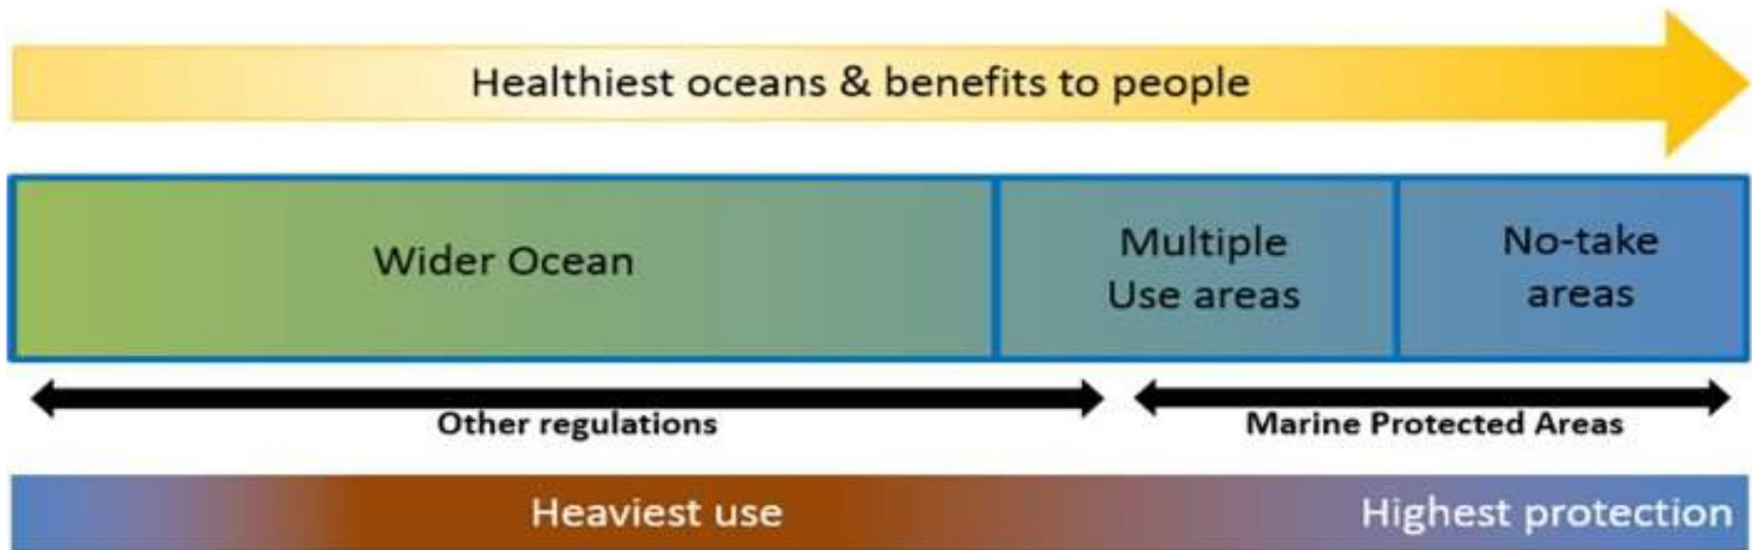 Healthiest oceans & benefits to people
Wider Ocean
Multiple
Use areas
No-take
areas
Other regulations
Marine Protected Areas
Heaviest use
Highest protection